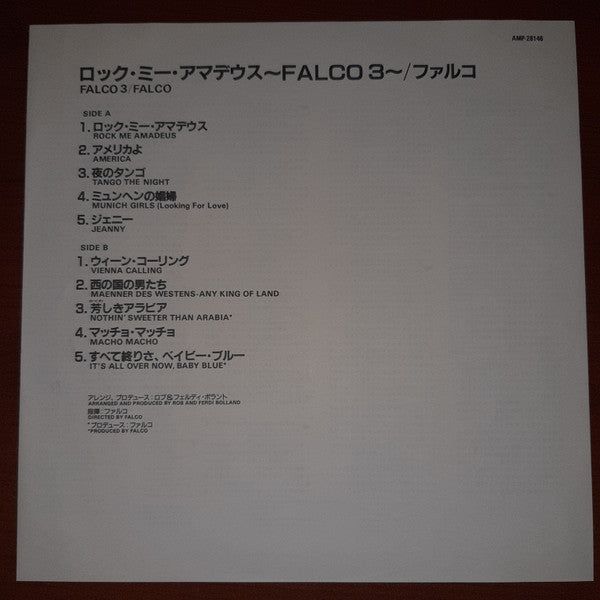 AMP-28146
ロック・ミー・アマデウス〜FALCO 3〜/ファルコ
FALCO 3/FALCO
SIDE A
1. ロック・ミー・アマデウス
ROCK ME AMADEUS
2. アメリカよ
AMERICA
3. 夜のタンゴ
TANGO THE NIGHT
4. ミュンヘンの娼婦
MUNICH GIRLS (Looking For Love)
5. ジェニー
JEANNY
SIDE B
1. ウィーン・コーリング
VIENNA CALLING
2. 西の国の男たち
MAENNER DES WESTENS-ANY KING OF LAND
3. 芳しきアラビア
NOTHIN' SWEETER THAN ARABIA*
4. マッチョ・マッチョ
MACHO MACHO
5. すべて終りさ、ベイビー・ブルー
IT'S ALL OVER NOW, BABY BLUE*
アレンジ、プロデュース：ロブ&フェルディ・ボラント
ARRANGED AND PRODUCED BY ROB AND FERDI BOLLAND
指揮：ファルコ
DIRECTED BY FALCO
*プロデュース：ファルコ
*PRODUCED BY FALCO